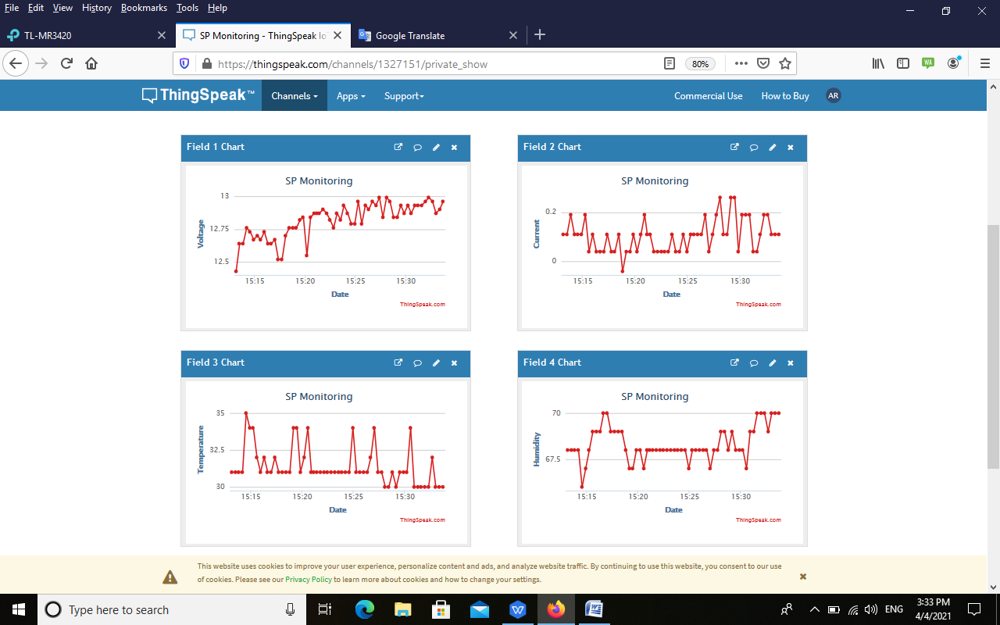 File Edit View History Bookmarks Tools Help
TL-MR3420
SP Monitoring - ThingSpeak Io
Google Translate
https://thingspeak.com/channels/1327151/private_show
80%
WA
ThingSpeak™ Channels Apps Support Commercial Use How to Buy AR
Field 1 Chart
SP Monitoring
Voltage
13
12.75
12.5
15:15 15:20 15:25 15:30
Date
ThingSpeak.com
Field 2 Chart
SP Monitoring
Current
0.2
0
15:15 15:20 15:25 15:30
Date
ThingSpeak.com
Field 3 Chart
SP Monitoring
Temperature
35
32.5
30
15:15 15:20 15:25 15:30
Date
ThingSpeak.com
Field 4 Chart
SP Monitoring
Humidity
70
67.5
15:15 15:20 15:25 15:30
Date
ThingSpeak.com
This website uses cookies to improve your user experience, personalize content and ads, and analyze website traffic. By continuing to use this website, you consent to our use
of cookies. Please see our Privacy Policy to learn more about cookies and how to change your settings.
Type here to search
ENG
3:33 PM
4/4/2021